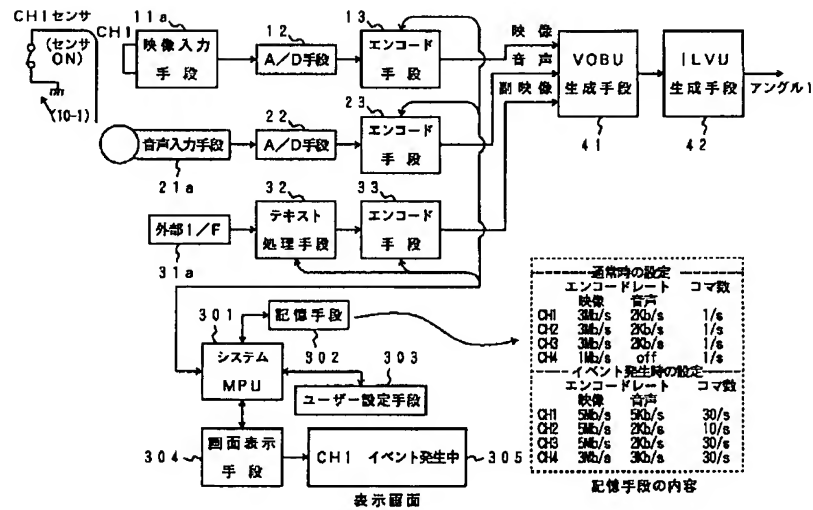 CH1センサ
(センサ
ON)
(10-1)
CH1
11a
映像入力
手段
12
A/D手段
13
エンコード
手段
映像
音声
副映像
VOBU
生成手段
41
ILVU
生成手段
42
アングル1
音声入力手段
21a
22
A/D手段
23
エンコード
手段
外部I/F
31a
32
テキスト
処理手段
33
エンコード
手段
301
システム
MPU
記憶手段
302
303
ユーザー設定手段
304
画面表示
手段
CH1 イベント発生中
305
表示画面
通常時の設定
エンコードレート コマ数
映像 音声
CH1 3Mb/s 2Kb/s 1/s
CH2 3Mb/s 2Kb/s 1/s
CH3 3Mb/s 2Kb/s 1/s
CH4 1Mb/s off 1/s
イベント発生時の設定
エンコードレート コマ数
映像 音声
CH1 5Mb/s 5Kb/s 30/s
CH2 5Mb/s 2Kb/s 10/s
CH3 5Mb/s 2Kb/s 30/s
CH4 3Mb/s 3Kb/s 30/s
記憶手段の内容